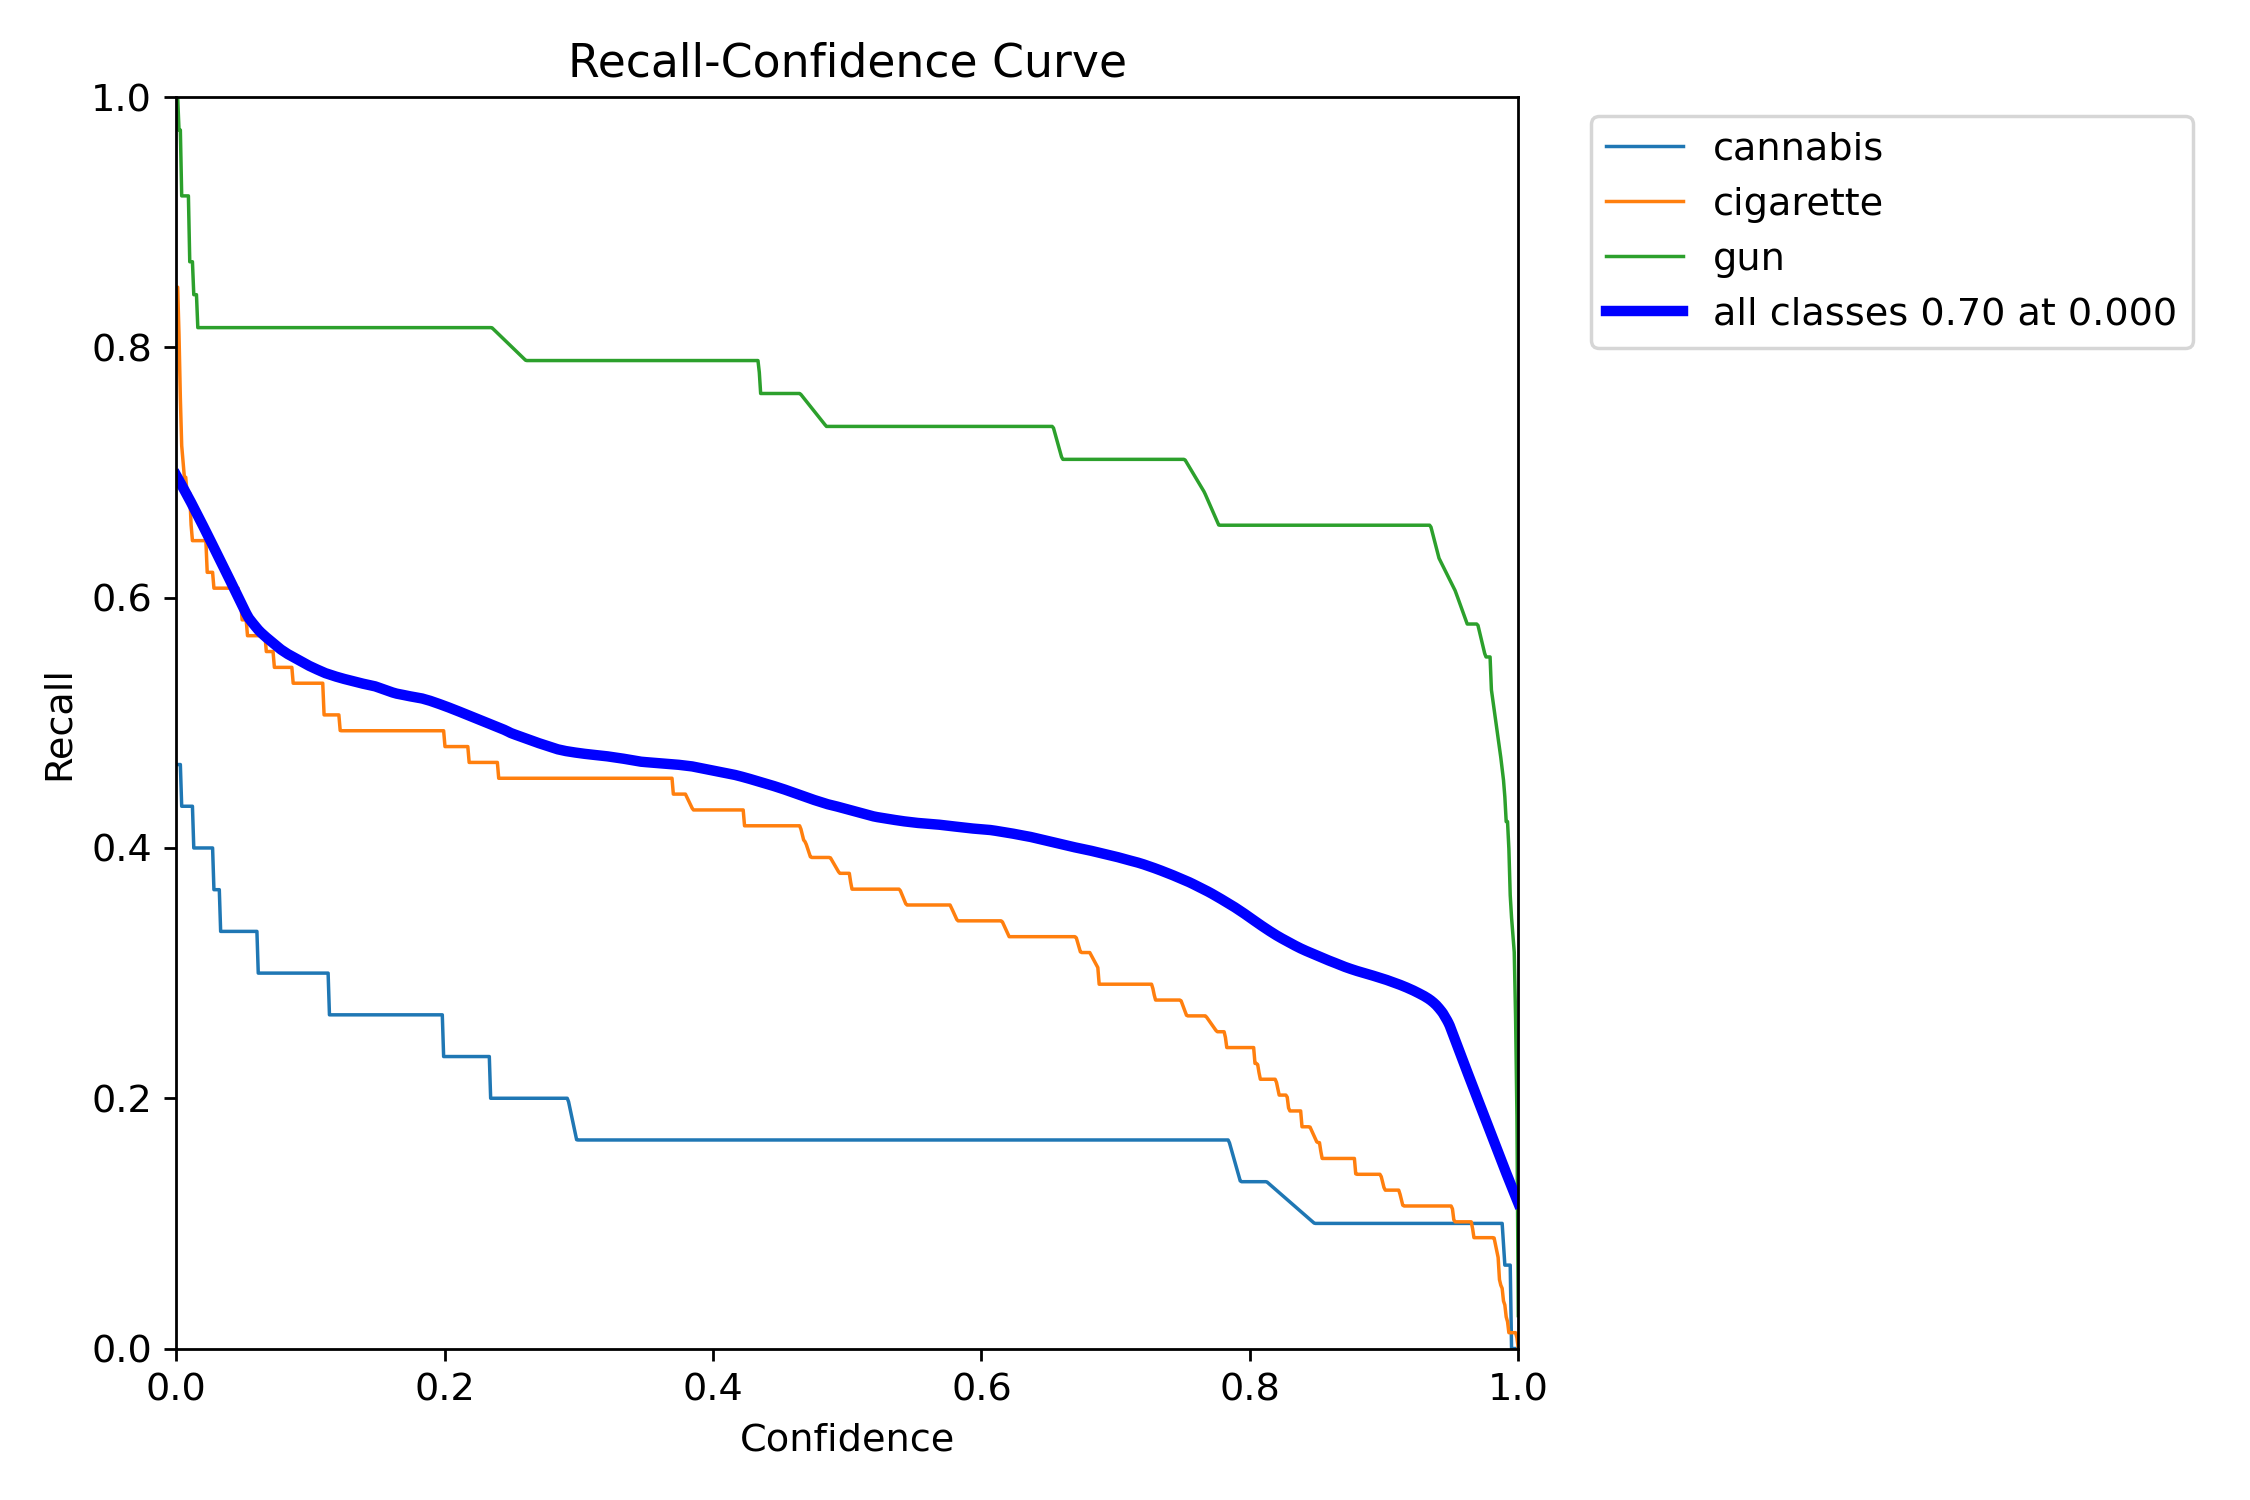 Recall-Confidence Curve
1.0
0.8
0.6
0.4
0.2
0.0
Recall
0.0 0.2 0.4 0.6 0.8 1.0
Confidence
cannabis
cigarette
gun
all classes 0.70 at 0.000